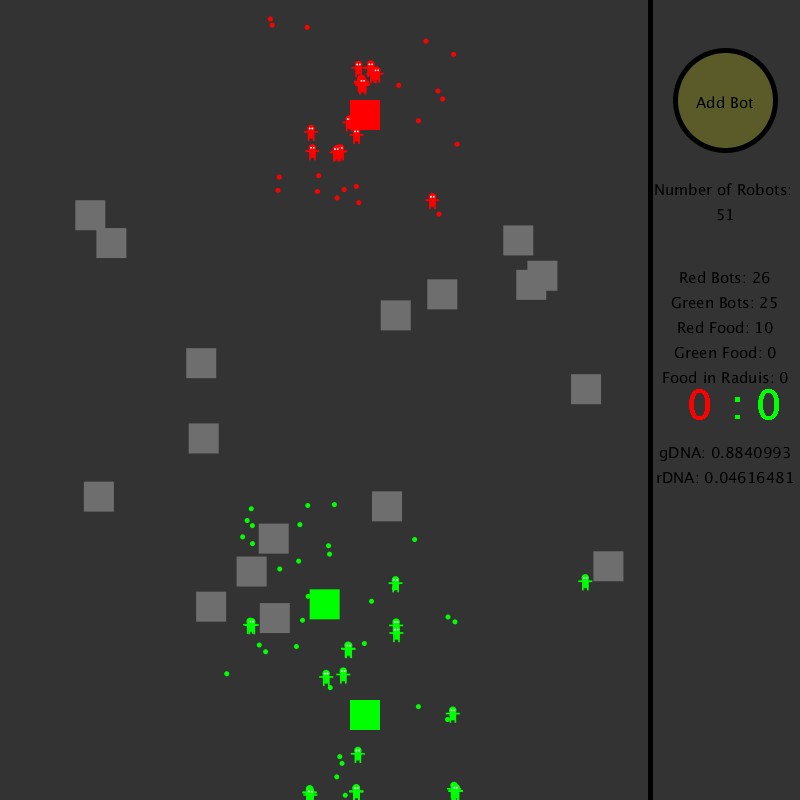 Add Bot
Number of Robots:
51
Red Bots: 26
Green Bots: 25
Red Food: 10
Green Food: 0
Food in Raduis: 0
0 : 0
gDNA: 0.8840993
rDNA: 0.04616481